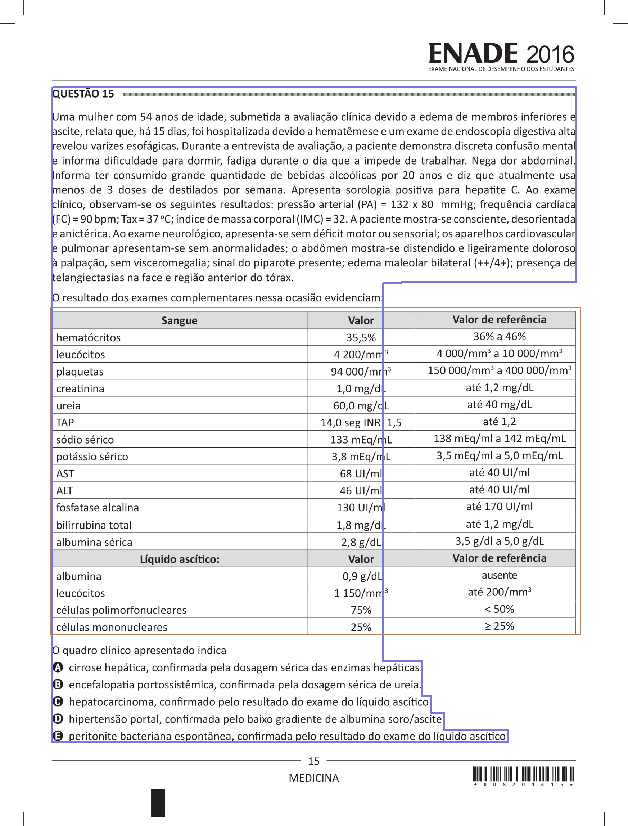 ENADE 2016
EXAME NACIONAL DE DESEMPENHO DOS ESTUDANTES
QUESTÃO 15
Uma mulher com 54 anos de idade, submetida a avaliação clínica devido a edema de membros inferiores e
ascite, relata que, há 15 dias, foi hospitalizada devido a hematêmese e um exame de endoscopia digestiva alta
revelou varizes esofágicas. Durante a entrevista de avaliação, a paciente demonstra discreta confusão mental
e informa dificuldade para dormir, fadiga durante o dia que a impede de trabalhar. Nega dor abdominal.
Informa ter consumido grande quantidade de bebidas alcoólicas por 20 anos e diz que atualmente usa
menos de 3 doses de destilados por semana. Apresenta sorologia positiva para hepatite C. Ao exame
clínico, observam-se os seguintes resultados: pressão arterial (PA) = 132 x 80 mmHg; frequência cardíaca
(FC) = 90 bpm; Tax = 37 ºC; índice de massa corporal (IMC) = 32. A paciente mostra-se consciente, desorientada
e anictérica. Ao exame neurológico, apresenta-se sem déficit motor ou sensorial; os aparelhos cardiovascular
e pulmonar apresentam-se sem anormalidades; o abdômen mostra-se distendido e ligeiramente doloroso
à palpação, sem visceromegalia; sinal do piparote presente; edema maleolar bilateral (++/4+); presença de
telangiectasias na face e região anterior do tórax.
O resultado dos exames complementares nessa ocasião evidenciam:
Sangue Valor Valor de referência
hematócritos 35,5% 36% a 46%
leucócitos 4 200/mm³ 4 000/mm³ a 10 000/mm³
plaquetas 94 000/mm³ 150 000/mm³ a 400 000/mm³
creatinina 1,0 mg/dL até 1,2 mg/dL
ureia 60,0 mg/dL até 40 mg/dL
TAP 14,0 seg INR 1,5 até 1,2
sódio sérico 133 mEq/mL 138 mEq/ml a 142 mEq/mL
potássio sérico 3,8 mEq/mL 3,5 mEq/ml a 5,0 mEq/mL
AST 68 UI/ml até 40 UI/ml
ALT 46 UI/ml até 40 UI/ml
fosfatase alcalina 130 UI/ml até 170 UI/ml
bilirrubina total 1,8 mg/dL até 1,2 mg/dL
albumina sérica 2,8 g/dL 3,5 g/dl a 5,0 g/dL
Líquido ascítico: Valor Valor de referência
albumina 0,9 g/dL ausente
leucócitos 1 150/mm³ até 200/mm³
células polimorfonucleares 75% < 50%
células mononucleares 25% ≥ 25%
O quadro clínico apresentado indica
A cirrose hepática, confirmada pela dosagem sérica das enzimas hepáticas.
B encefalopatia portossistêmica, confirmada pela dosagem sérica de ureia.
C hepatocarcinoma, confirmado pelo resultado do exame do líquido ascítico.
D hipertensão portal, confirmada pelo baixo gradiente de albumina soro/ascite.
E peritonite bacteriana espontânea, confirmada pelo resultado do exame do líquido ascítico.
15
MEDICINA